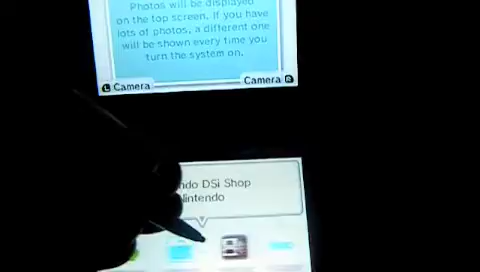 Photos will be displayed
on the top screen. If you have
lots of photos, a different one
will be shown every time you
turn the system on.
L Camera
Camera R
ndo DSi Shop
lintendo